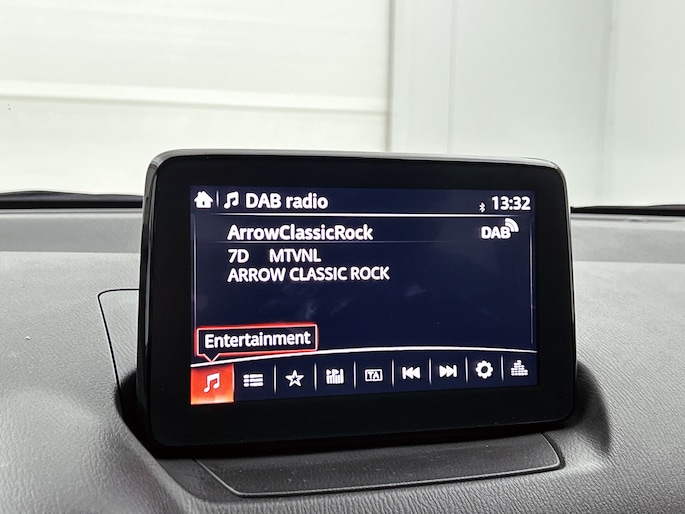 DAB radio 13:32
ArrowClassicRock DAB
7D MTVNL
ARROW CLASSIC ROCK
Entertainment
TA